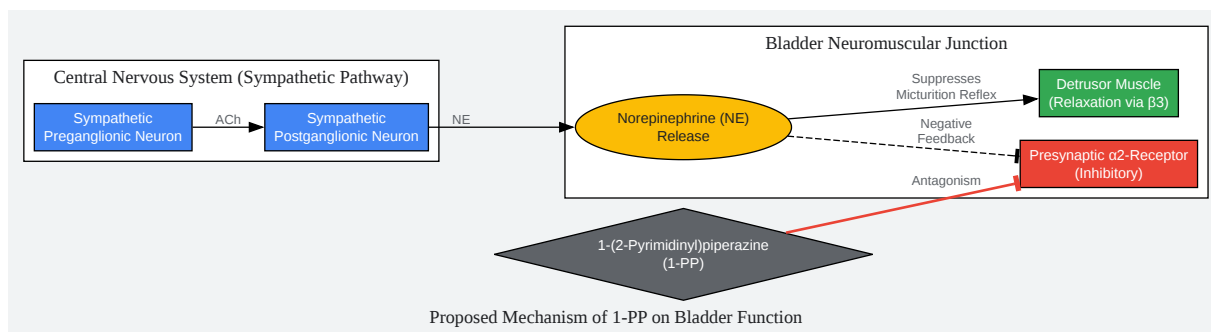 Central Nervous System (Sympathetic Pathway)
Sympathetic
Preganglionic Neuron
ACh
Sympathetic
Postganglionic Neuron
NE
Bladder Neuromuscular Junction
Norepinephrine (NE)
Release
Suppresses
Micturition Reflex
Detrusor Muscle
(Relaxation via β3)
Negative
Feedback
Presynaptic α2-Receptor
(Inhibitory)
Antagonism
1-(2-Pyrimidinyl)piperazine
(1-PP)
Proposed Mechanism of 1-PP on Bladder Function